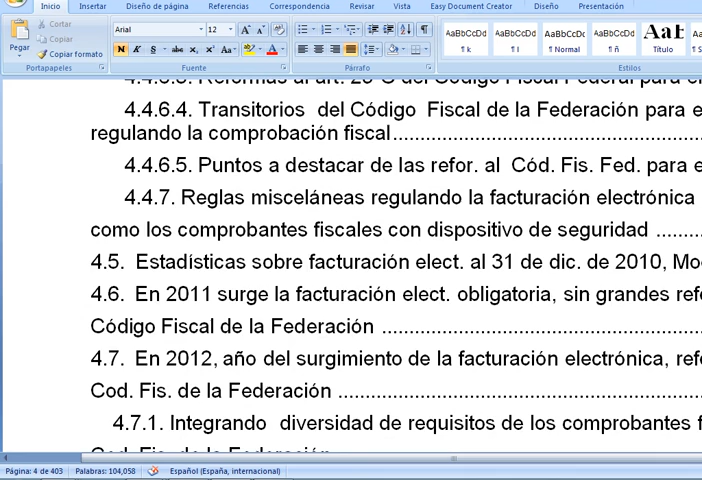 Inicio Insertar Diseño de página Referencias Correspondencia Revisar Vista Easy Document Creator Diseño Presentación
Pegar Cortar Copiar Copiar formato
Arial 12
N K S
AaBbCcDd AaBbCcDd AaBbCcDd AaBbCcDd AaB
¶ k ¶ l ¶ Normal ¶ ñ Título
Portapapeles Fuente Párrafo Estilos
4.4.6.4. Transitorios del Código Fiscal de la Federación para e
regulando la comprobación fiscal
4.4.6.5. Puntos a destacar de las refor. al Cód. Fis. Fed. para e
4.4.7. Reglas misceláneas regulando la facturación electrónica
como los comprobantes fiscales con dispositivo de seguridad
4.5. Estadísticas sobre facturación elect. al 31 de dic. de 2010, Mo
4.6. En 2011 surge la facturación elect. obligatoria, sin grandes refo
Código Fiscal de la Federación
4.7. En 2012, año del surgimiento de la facturación electrónica, refe
Cod. Fis. de la Federación
4.7.1. Integrando diversidad de requisitos de los comprobantes f
Cod. Fis. de la Federación
Página: 4 de 403 Palabras: 104,058 Español (España, internacional)